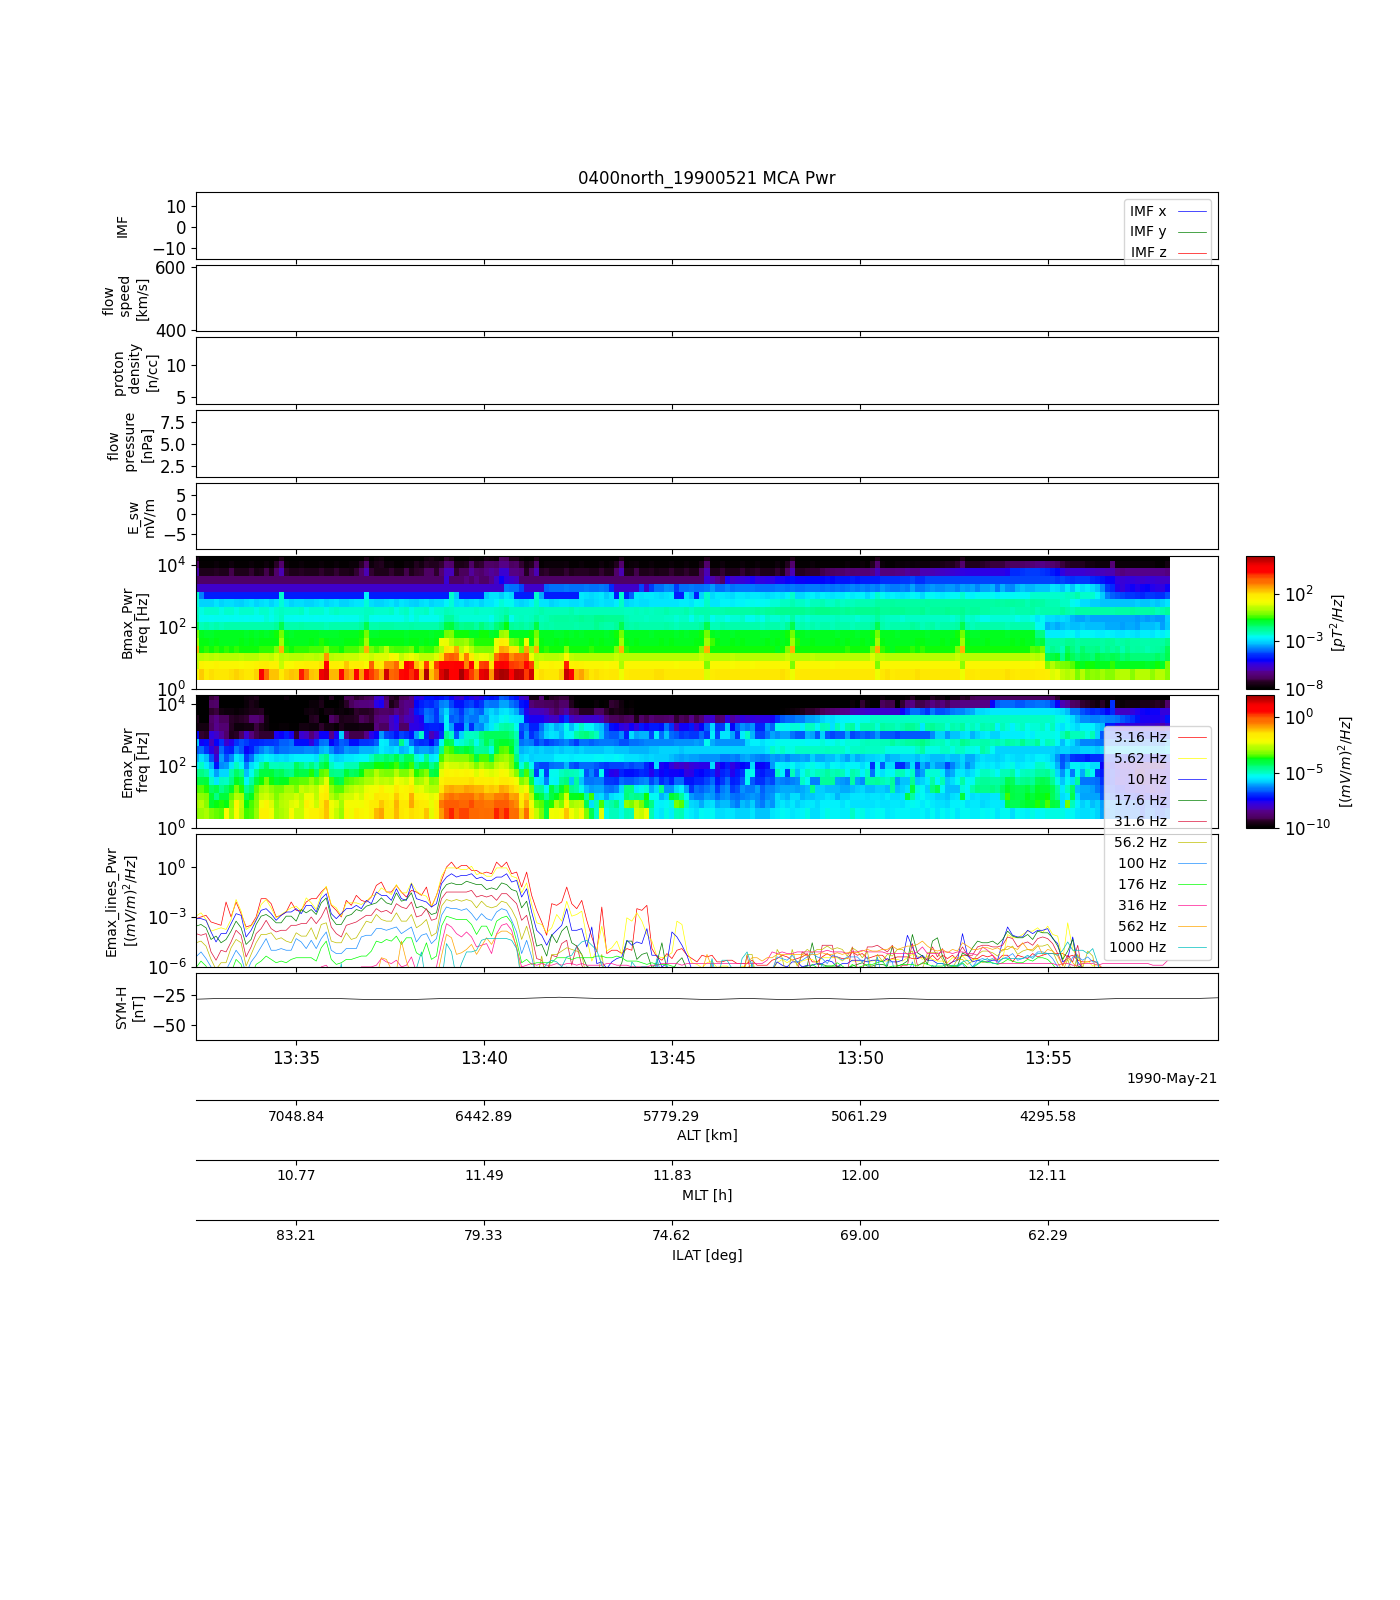 0400north_19900521 MCA Pwr
IMF
10
0
−10
IMF x
IMF y
IMF z
flow
speed
[km/s]
600
400
proton
density
[n/cc]
10
5
flow
pressure
[nPa]
7.5
5.0
2.5
E_sw
mV/m
5
0
−5
Bmax_Pwr
freq [Hz]
10^4
10^2
10^0
10^2
10^−3
10^−8
[pT^2/Hz]
Emax_Pwr
freq [Hz]
10^4
10^2
10^0
10^0
10^−5
10^−10
[(mV/m)^2/Hz]
3.16 Hz
5.62 Hz
10 Hz
17.6 Hz
31.6 Hz
56.2 Hz
100 Hz
176 Hz
316 Hz
562 Hz
1000 Hz
Emax_lines_Pwr
[(mV/m)^2/Hz]
10^0
10^−3
10^−6
SYM-H
[nT]
−25
−50
13:35 13:40 13:45 13:50 13:55
1990-May-21
7048.84 6442.89 5779.29 5061.29 4295.58
ALT [km]
10.77 11.49 11.83 12.00 12.11
MLT [h]
83.21 79.33 74.62 69.00 62.29
ILAT [deg]